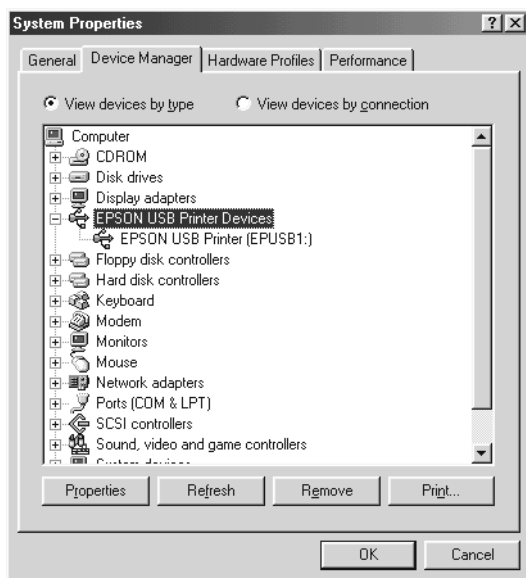 System Properties
General Device Manager Hardware Profiles Performance
View devices by type View devices by connection
Computer
CDROM
Disk drives
Display adapters
EPSON USB Printer Devices
EPSON USB Printer (EPUSB1:)
Floppy disk controllers
Hard disk controllers
Keyboard
Modem
Monitors
Mouse
Network adapters
Ports (COM & LPT)
SCSI controllers
Sound, video and game controllers
Properties Refresh Remove Print...
OK Cancel